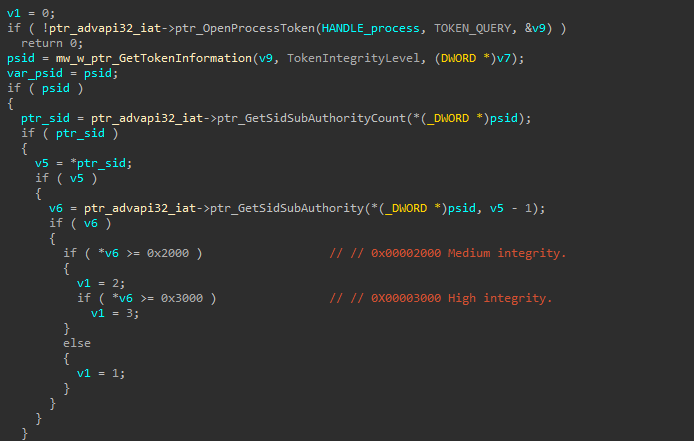 v1 = 0;
if ( !ptr_advapi32_iat->ptr_OpenProcessToken(HANDLE_process, TOKEN_QUERY, &v9) )
  return 0;
psid = mw_w_ptr_GetTokenInformation(v9, TokenIntegrityLevel, (DWORD *)v7);
var_psid = psid;
if ( psid )
{
  ptr_sid = ptr_advapi32_iat->ptr_GetSidSubAuthorityCount(*(_DWORD *)psid);
  if ( ptr_sid )
  {
    v5 = *ptr_sid;
    if ( v5 )
    {
      v6 = ptr_advapi32_iat->ptr_GetSidSubAuthority(*(_DWORD *)psid, v5 - 1);
      if ( v6 )
      {
        if ( *v6 >= 0x2000 )                  // // 0x00002000 Medium integrity.
        {
          v1 = 2;
          if ( *v6 >= 0x3000 )                // // 0X00003000 High integrity.
            v1 = 3;
        }
        else
        {
          v1 = 1;
        }
      }
    }
  }